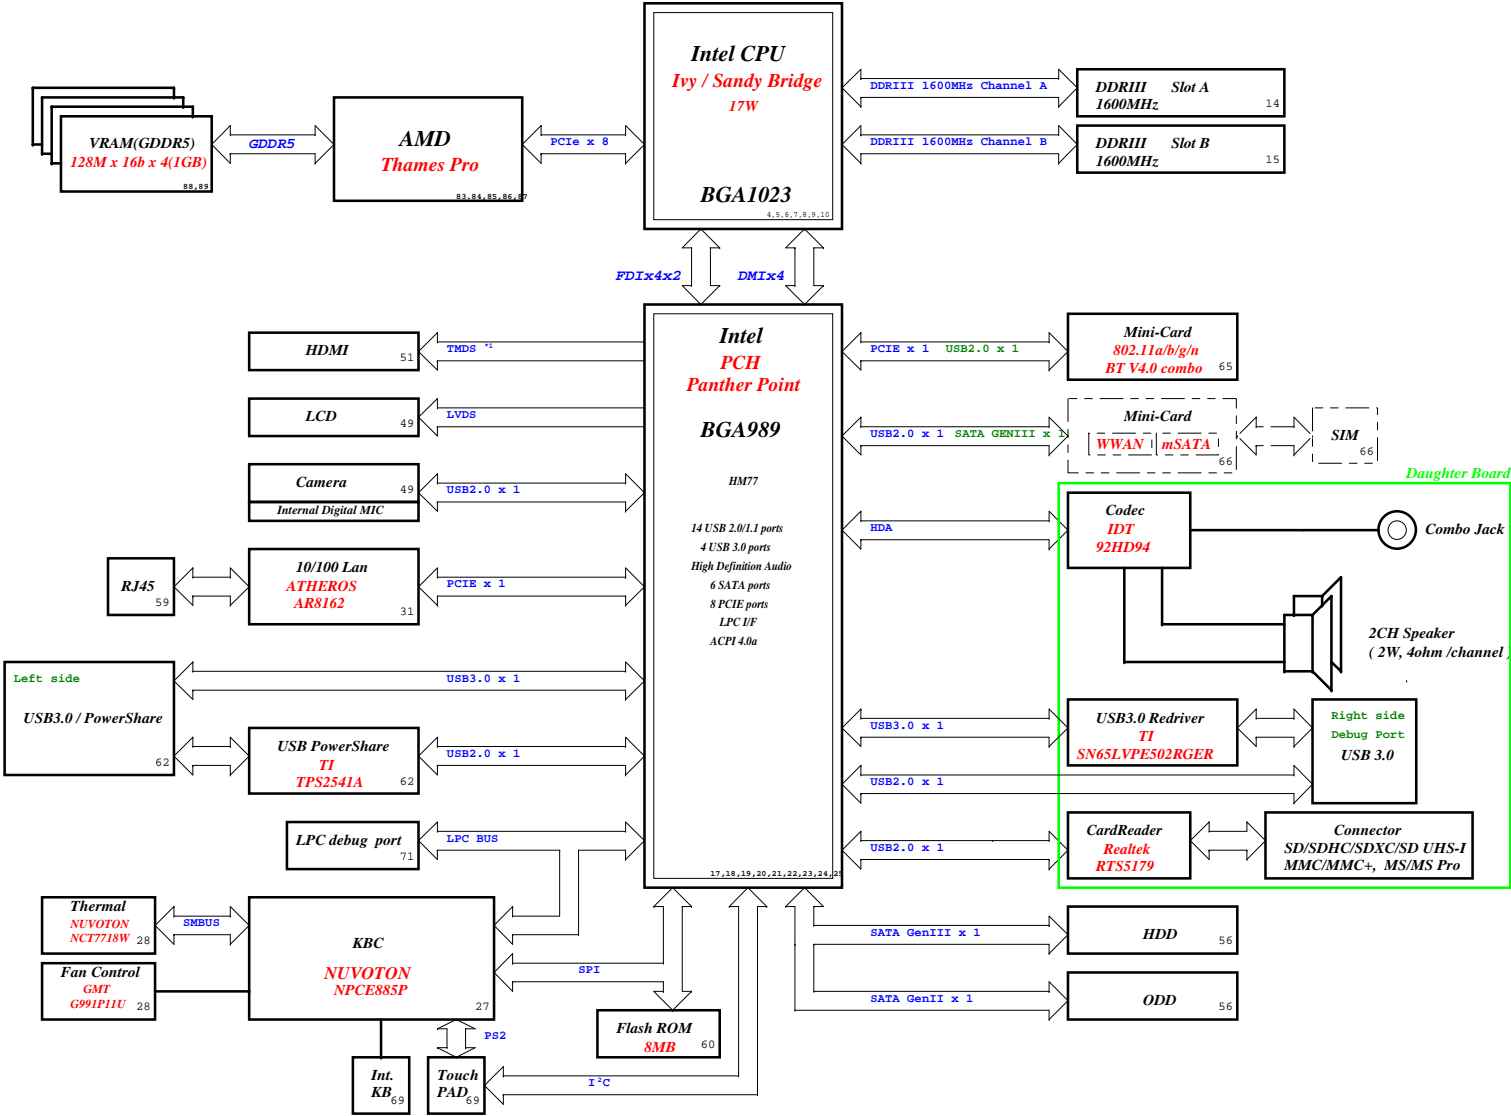 Intel CPU
Ivy / Sandy Bridge
17W
BGA1023
4,5,6,7,8,9,10
VRAM(GDDR5)
128M x 16b x 4(1GB)
88,89
GDDR5
AMD
Thames Pro
83,84,85,86,87
PCIe x 8
DDRIII 1600MHz Channel A
DDRIII Slot A
1600MHz
14
DDRIII 1600MHz Channel B
DDRIII Slot B
1600MHz
15
FDIx4x2
DMIx4
Intel
PCH
Panther Point
BGA989
HM77
14 USB 2.0/1.1 ports
4 USB 3.0 ports
High Definition Audio
6 SATA ports
8 PCIE ports
LPC I/F
ACPI 4.0a
17,18,19,20,21,22,23,24,25
HDMI
51
TMDS *1
LCD
49
LVDS
Camera
49
Internal Digital MIC
USB2.0 x 1
RJ45
59
10/100 Lan
ATHEROS
AR8162
31
PCIE x 1
Left side
USB3.0 / PowerShare
62
USB3.0 x 1
USB PowerShare
TI
TPS2541A
62
USB2.0 x 1
LPC debug port
71
LPC BUS
Thermal
NUVOTON
NCT7718W
28
SMBUS
Fan Control
GMT
G991P11U
28
KBC
NUVOTON
NPCE885P
27
SPI
PS2
Flash ROM
8MB
60
Int.
KB
69
Touch
PAD
69
I²C
PCIE x 1 USB2.0 x 1
Mini-Card
802.11a/b/g/n
BT V4.0 combo
65
USB2.0 x 1 SATA GENIII x 1
Mini-Card
WWAN
mSATA
66
SIM
66
Daughter Board
HDA
Codec
IDT
92HD94
Combo Jack
2CH Speaker
( 2W, 4ohm /channel )
USB3.0 x 1
USB3.0 Redriver
TI
SN65LVPE502RGER
Right side
Debug Port
USB 3.0
USB2.0 x 1
USB2.0 x 1
CardReader
Realtek
RTS5179
Connector
SD/SDHC/SDXC/SD UHS-I
MMC/MMC+, MS/MS Pro
SATA GenIII x 1
HDD
56
SATA GenII x 1
ODD
56